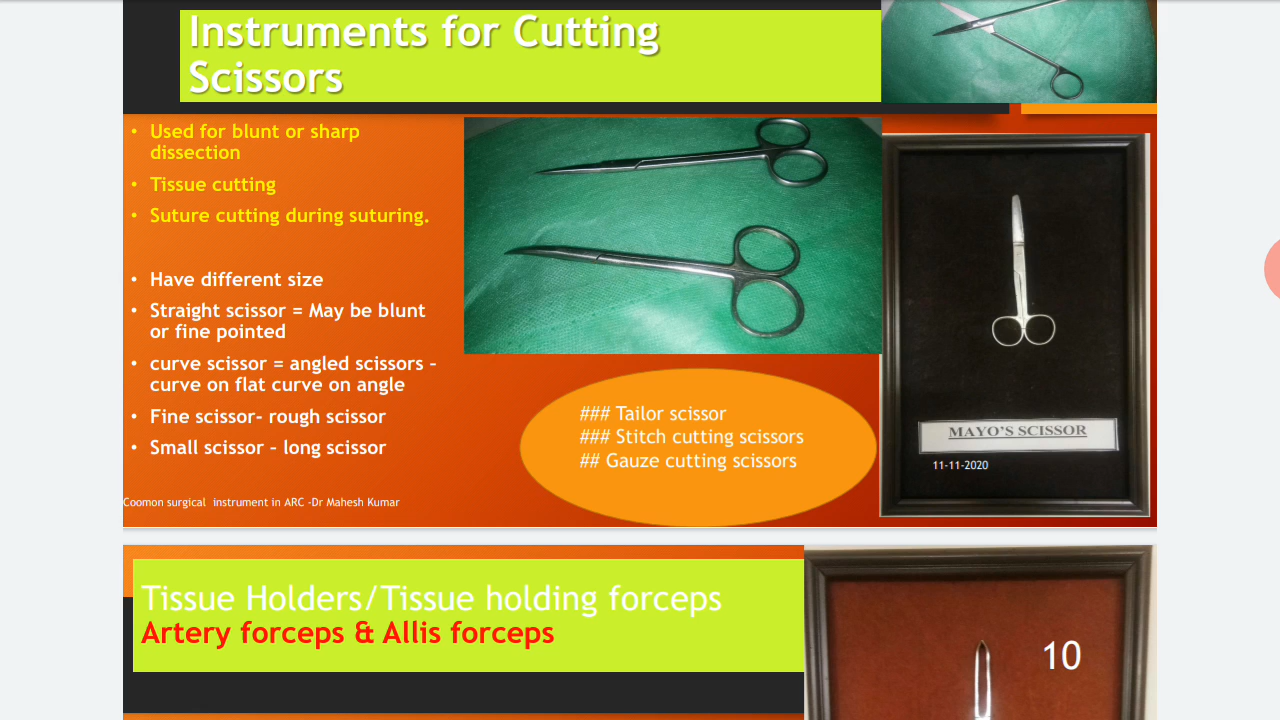 Instruments for Cutting
Scissors
• Used for blunt or sharp
dissection
• Tissue cutting
• Suture cutting during suturing.
• Have different size
• Straight scissor = May be blunt
or fine pointed
• curve scissor = angled scissors –
curve on flat curve on angle
• Fine scissor- rough scissor
• Small scissor – long scissor
### Tailor scissor
### Stitch cutting scissors
## Gauze cutting scissors
MAYO'S SCISSOR
11-11-2020
Coomon surgical instrument in ARC -Dr Mahesh Kumar
Tissue Holders/Tissue holding forceps
Artery forceps & Allis forceps
10